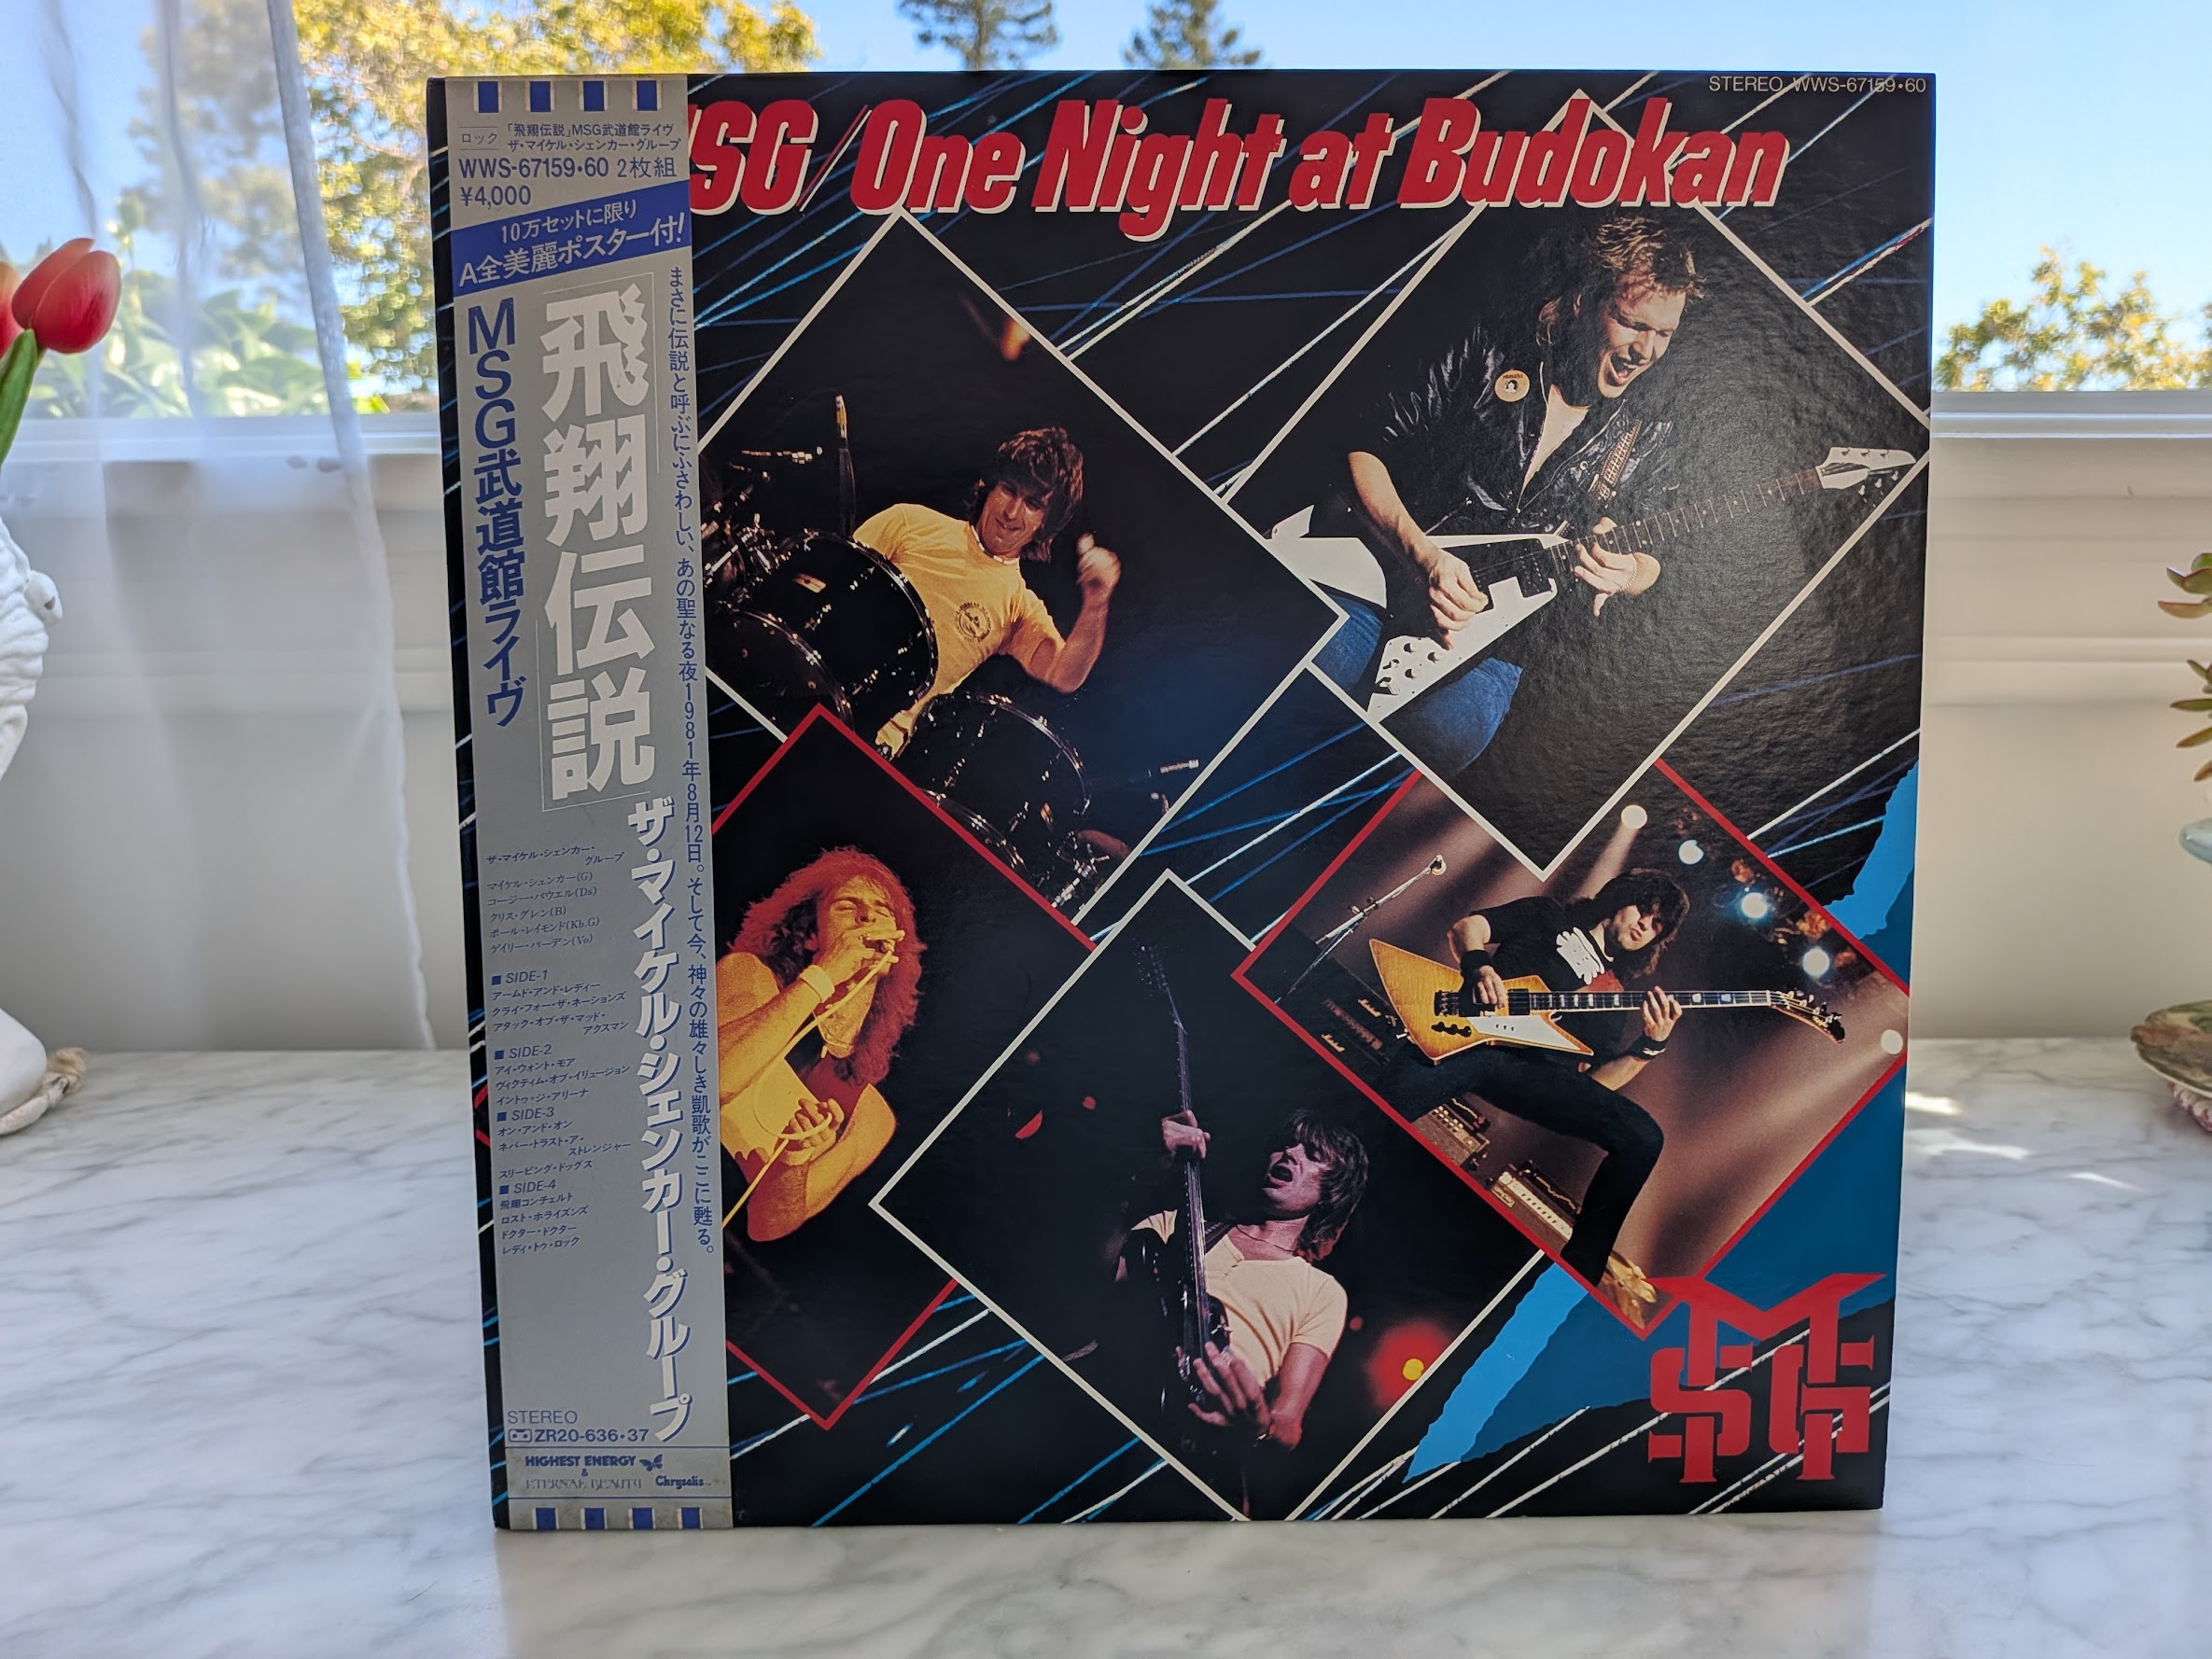 STEREO WWS-67159•60
SG/One Night at Budokan
ロック
「飛翔伝説」MSG武道館ライヴ
ザ・マイケル・シェンカー・グループ
WWS-67159•60 2枚組
¥4,000
10万セットに限り
A全美麗ポスター付!
まさに伝説と呼ぶにふさわしい、あの聖なる夜1981年8月12日。そして今、神々の雄々しき凱歌がここに甦る。
飛翔伝説
MSG武道館ライヴ
ザ・マイケル・シェンカー・グループ
ザ・マイケル・シェンカー・
グループ
マイケル・シェンカー(G)
コージー・パウエル(Ds)
クリス・グレン(B)
ポール・レイモンド(Kb.G)
ゲイリー・バーデン(Vo)
■ SIDE-1
アームド・アンド・レディー
クライ・フォー・ザ・ネーションズ
アタック・オブ・ザ・マッド・
アクスマン
■ SIDE-2
アイ・ウォント・モア
ヴィクティム・オブ・イリュージョン
イントゥ・ジ・アリーナ
■ SIDE-3
オン・アンド・オン
ネバー・トラスト・ア・
ストレンジャー
スリーピング・ドッグス
■ SIDE-4
飛翔コンチェルト
ロスト・ホライズンズ
ドクター・ドクター
レディ・トゥ・ロック
STEREO
ZR20-636•37
HIGHEST ENERGY
&
ETERNAL BEAUTY
Chrysalis
MSG